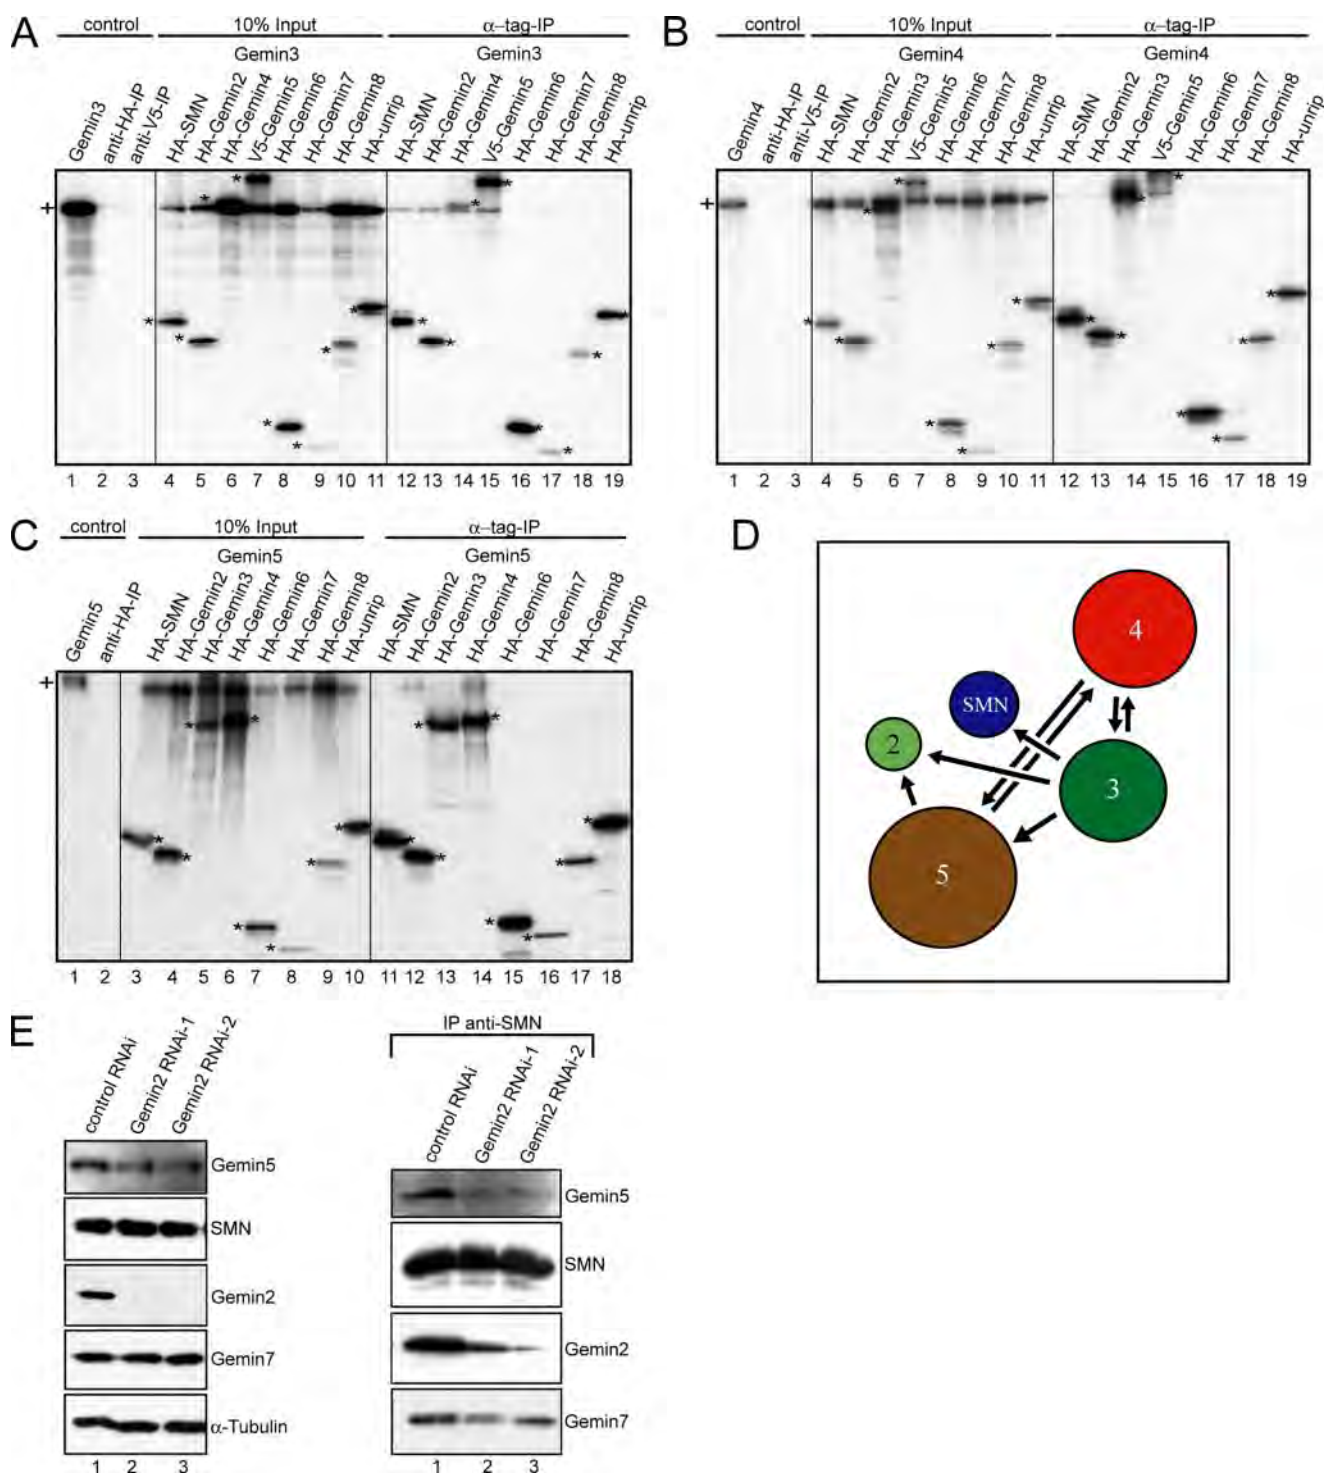 A
control
10% Input
α–tag-IP
Gemin3
Gemin3
Gemin3
anti-HA-IP
anti-V5-IP
HA-SMN
HA-Gemin2
HA-Gemin4
V5-Gemin5
HA-Gemin6
HA-Gemin7
HA-Gemin8
HA-unrip
HA-SMN
HA-Gemin2
HA-Gemin4
V5-Gemin5
HA-Gemin6
HA-Gemin7
HA-Gemin8
HA-unrip
+
1 2 3 4 5 6 7 8 9 10 11 12 13 14 15 16 17 18 19
B
control
10% Input
α–tag-IP
Gemin4
Gemin4
Gemin4
anti-HA-IP
anti-V5-IP
HA-SMN
HA-Gemin2
HA-Gemin3
V5-Gemin5
HA-Gemin6
HA-Gemin7
HA-Gemin8
HA-unrip
HA-SMN
HA-Gemin2
HA-Gemin3
V5-Gemin5
HA-Gemin6
HA-Gemin7
HA-Gemin8
HA-unrip
+
1 2 3 4 5 6 7 8 9 10 11 12 13 14 15 16 17 18 19
C
control
10% Input
α–tag-IP
Gemin5
Gemin5
Gemin5
anti-HA-IP
HA-SMN
HA-Gemin2
HA-Gemin3
HA-Gemin4
HA-Gemin6
HA-Gemin7
HA-Gemin8
HA-unrip
HA-SMN
HA-Gemin2
HA-Gemin3
HA-Gemin4
HA-Gemin6
HA-Gemin7
HA-Gemin8
HA-unrip
+
1 2 3 4 5 6 7 8 9 10 11 12 13 14 15 16 17 18
D
4
SMN
2
3
5
E
control RNAi
Gemin2 RNAi-1
Gemin2 RNAi-2
Gemin5
SMN
Gemin2
Gemin7
α-Tubulin
1 2 3
IP anti-SMN
control RNAi
Gemin2 RNAi-1
Gemin2 RNAi-2
Gemin5
SMN
Gemin2
Gemin7
1 2 3